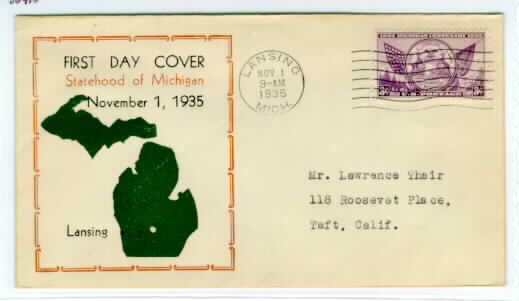 FIRST DAY COVER
Statehood of Michigan
November 1, 1935
Lansing
LANSING
NOV. 1
9-AM
1935
MICH.
Mr. Lawrence Thair
118 Roosevet Place,
Taft, Calif.